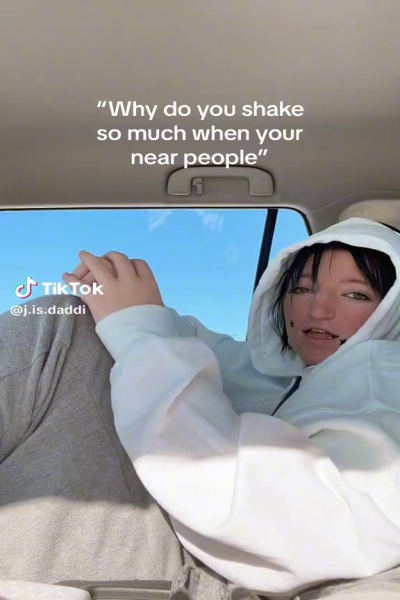 “Why do you shake
so much when your
near people”
TikTok
@j.is.daddi